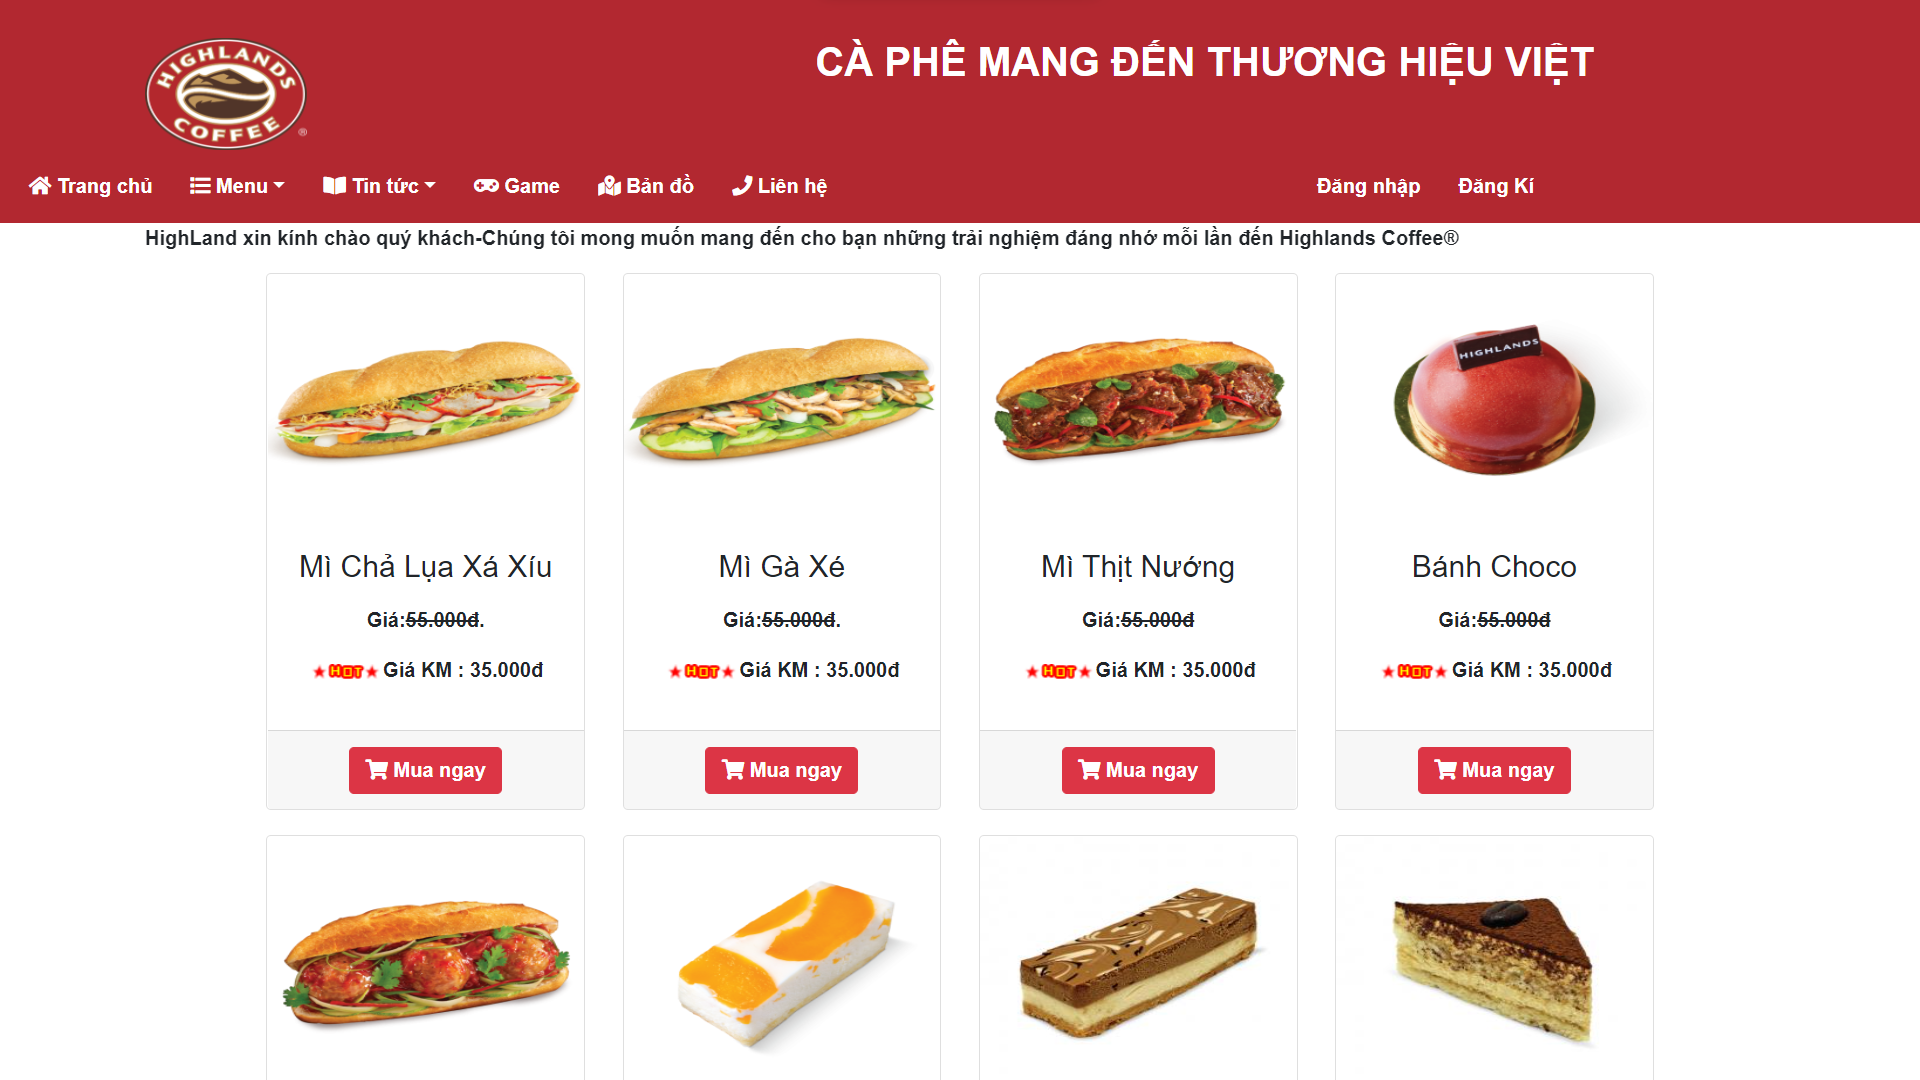 HIGHLANDS
COFFEE ®
CÀ PHÊ MANG ĐẾN THƯƠNG HIỆU VIỆT
Trang chủ Menu Tin tức Game Bản đồ Liên hệ Đăng nhập Đăng Kí
HighLand xin kính chào quý khách-Chúng tôi mong muốn mang đến cho bạn những trải nghiệm đáng nhớ mỗi lần đến Highlands Coffee®
HIGHLANDS
Mì Chả Lụa Xá Xíu
Giá:55.000đ.
HOT Giá KM : 35.000đ
Mua ngay
Mì Gà Xé
Giá:55.000đ.
HOT Giá KM : 35.000đ
Mua ngay
Mì Thịt Nướng
Giá:55.000đ
HOT Giá KM : 35.000đ
Mua ngay
Bánh Choco
Giá:55.000đ
HOT Giá KM : 35.000đ
Mua ngay